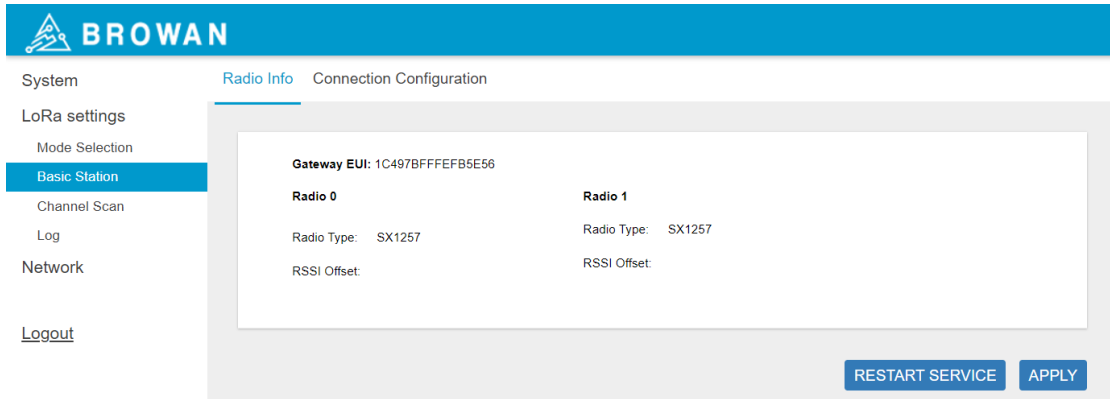 BROWAN
System
LoRa settings
Mode Selection
Basic Station
Channel Scan
Log
Network
Logout
Radio Info Connection Configuration
Gateway EUI: 1C497BFFFEFB5E56
Radio 0
Radio Type: SX1257
RSSI Offset:
Radio 1
Radio Type: SX1257
RSSI Offset:
RESTART SERVICE APPLY